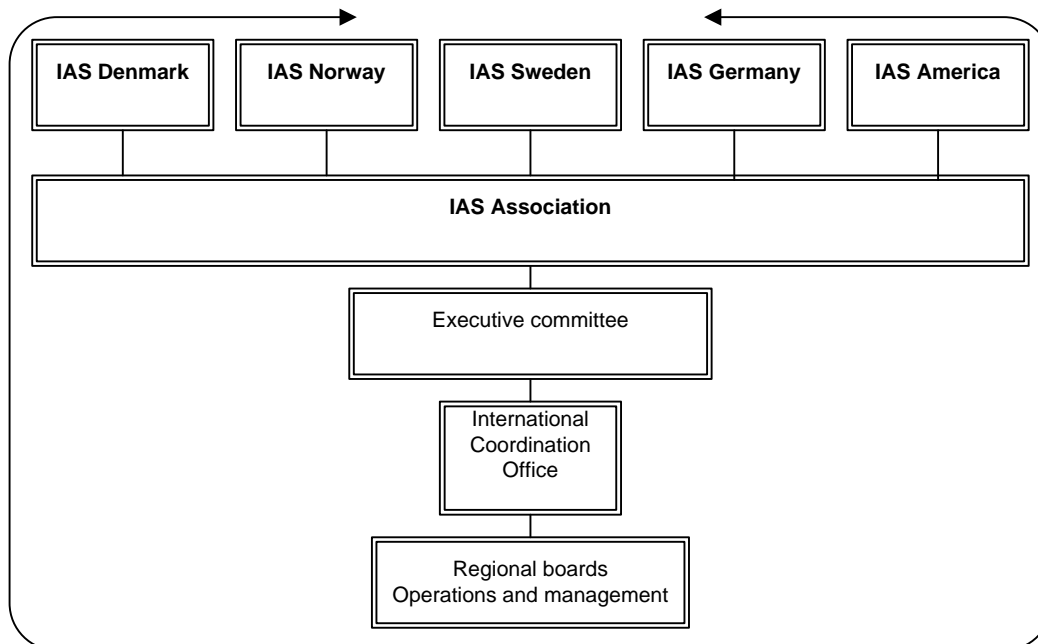 IAS Denmark
IAS Norway
IAS Sweden
IAS Germany
IAS America
IAS Association
Executive committee
International
Coordination
Office
Regional boards
Operations and management